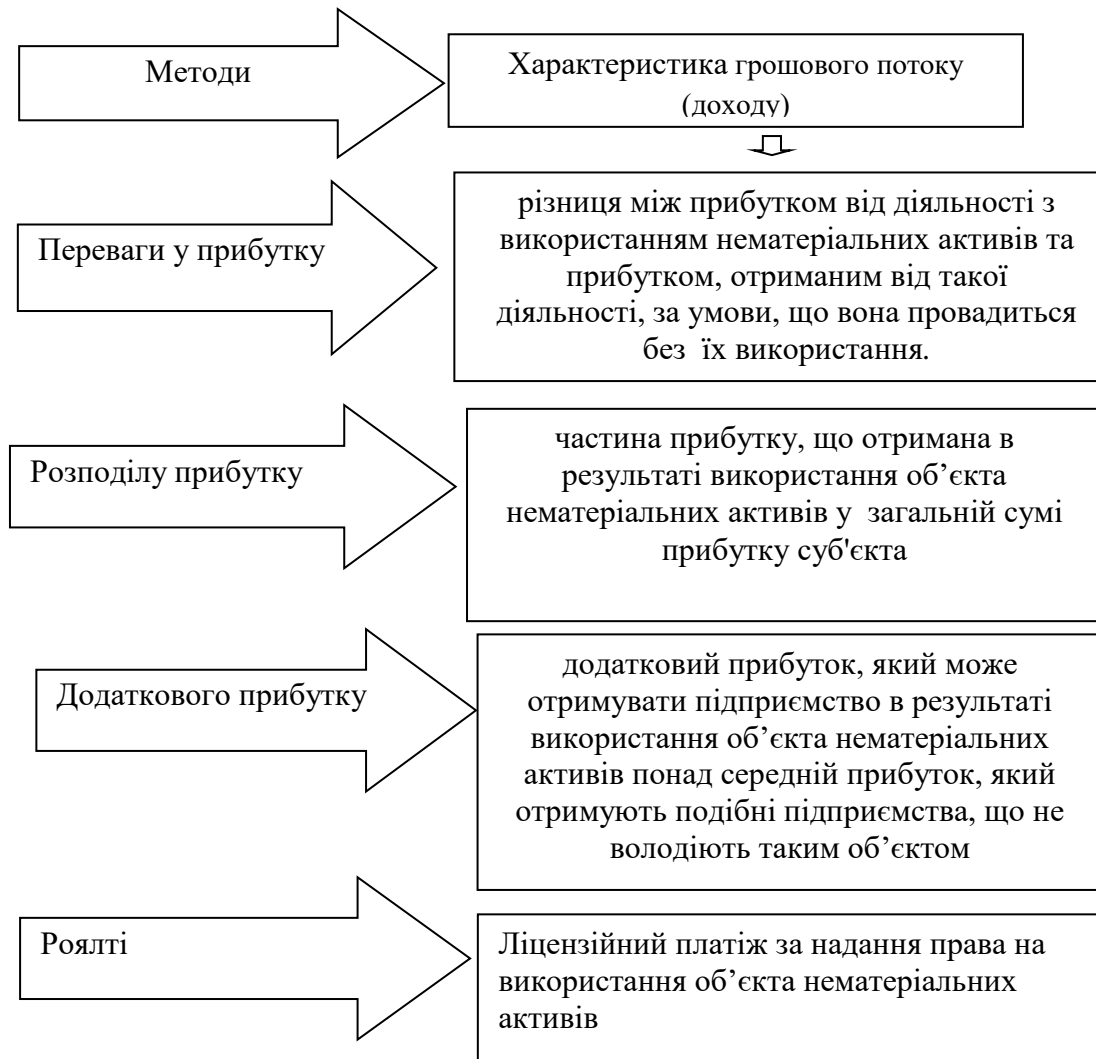 Методи
Характеристика грошового потоку
(доходу)
Переваги у прибутку
різниця між прибутком від діяльності з
використанням нематеріальних активів та
прибутком, отриманим від такої
діяльності, за умови, що вона провадиться
без їх використання.
Розподілу прибутку
частина прибутку, що отримана в
результаті використання об’єкта
нематеріальних активів у загальній сумі
прибутку суб'єкта
Додаткового прибутку
додатковий прибуток, який може
отримувати підприємство в результаті
використання об’єкта нематеріальних
активів понад середній прибуток, який
отримують подібні підприємства, що не
володіють таким об’єктом
Роялті
Ліцензійний платіж за надання права на
використання об’єкта нематеріальних
активів